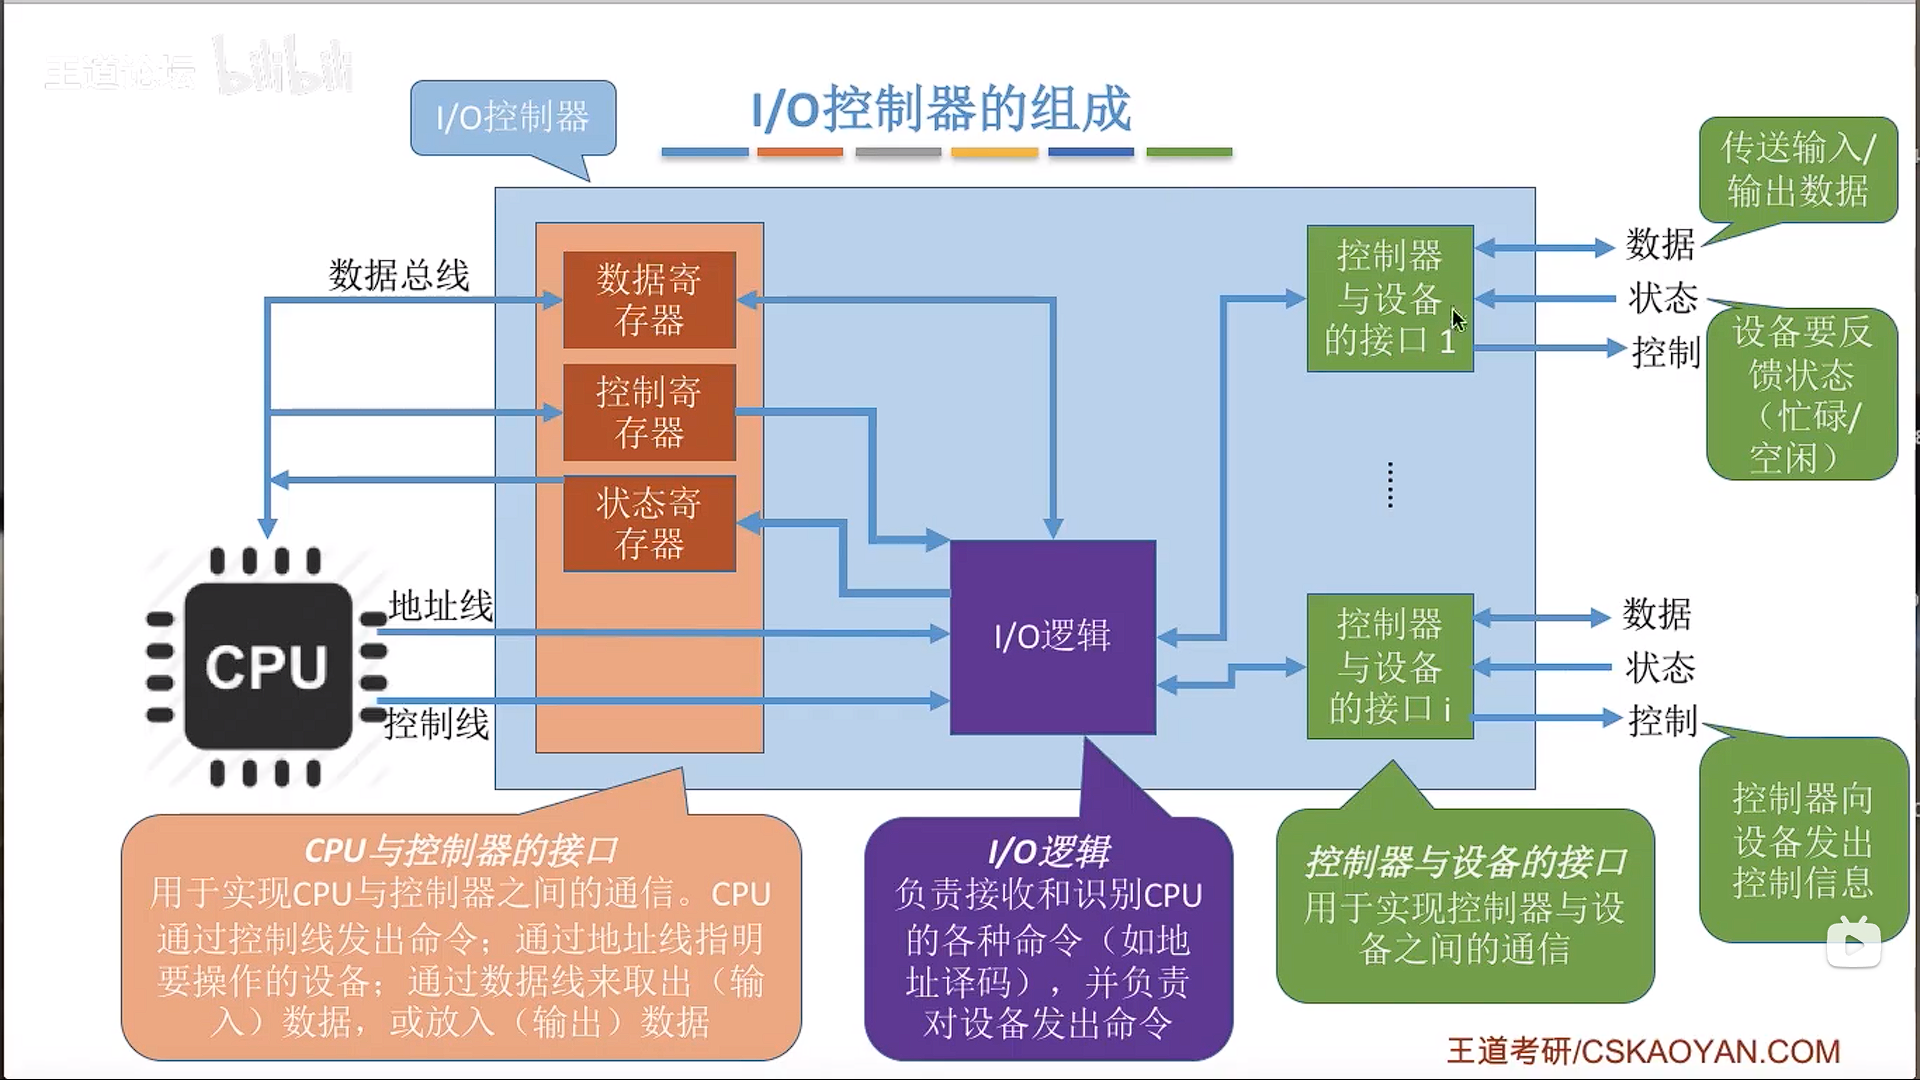 王道论坛 bilibili
I/O控制器
I/O控制器的组成
传送输入/
输出数据
数据总线
数据寄
存器
控制器
与设备
的接口 1
数据
状态
控制
设备要反
馈状态
（忙碌/
空闲）
控制寄
存器
状态寄
存器
......
地址线
CPU
控制线
I/O逻辑
控制器
与设备
的接口 i
数据
状态
控制
控制器向
设备发出
控制信息
CPU与控制器的接口
用于实现CPU与控制器之间的通信。CPU
通过控制线发出命令；通过地址线指明
要操作的设备；通过数据线来取出（输
入）数据，或放入（输出）数据
I/O逻辑
负责接收和识别CPU
的各种命令（如地
址译码），并负责
对设备发出命令
控制器与设备的接口
用于实现控制器与设
备之间的通信
王道考研/CSKAOYAN.COM